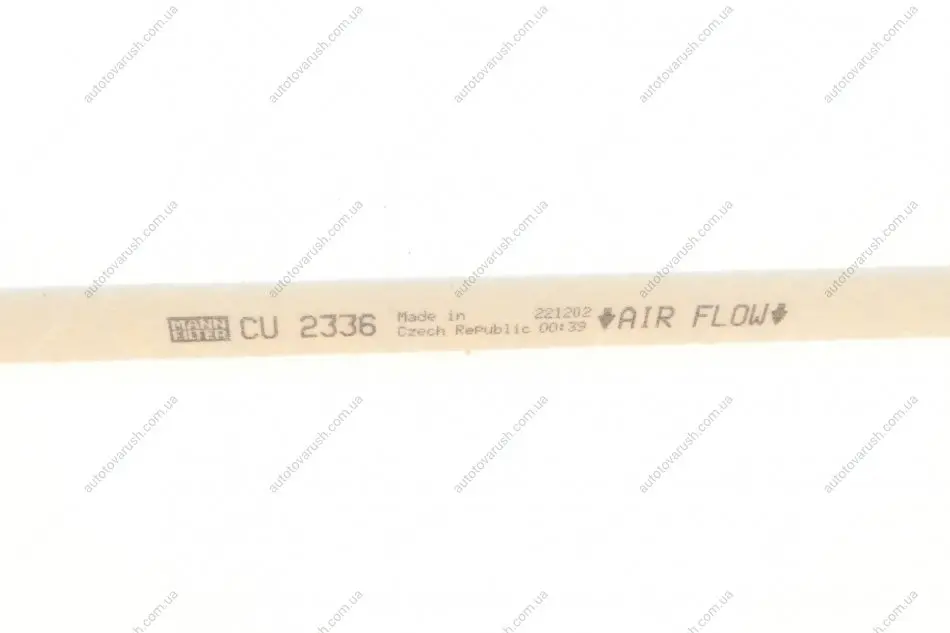 MANN
FILTER
CU 2336
Made in
Czech Republic
221202
00:39
AIR FLOW
autotovarush.com.ua